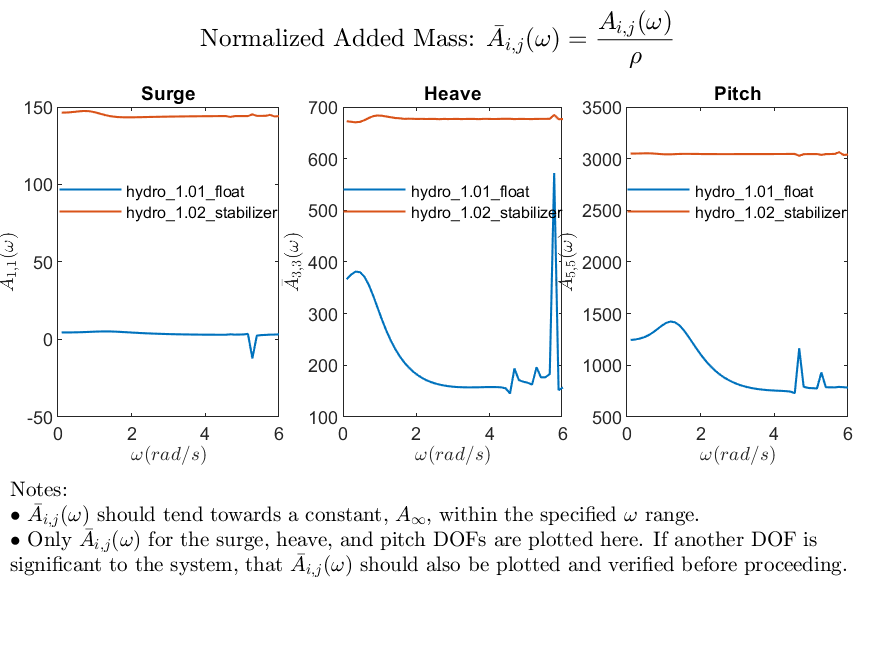 Normalized Added Mass: Ā_{i,j}(ω) = A_{i,j}(ω) / ρ
Surge
150
100
50
0
-50
0 2 4 6
Ā_{1,1}(ω)
ω(rad/s)
hydro_1.01_float
hydro_1.02_stabilizer
Heave
700
600
500
400
300
200
100
0 2 4 6
Ā_{3,3}(ω)
ω(rad/s)
hydro_1.01_float
hydro_1.02_stabilizer
Pitch
3500
3000
2500
2000
1500
1000
500
0 2 4 6
Ā_{5,5}(ω)
ω(rad/s)
hydro_1.01_float
hydro_1.02_stabilizer
Notes:
• Ā_{i,j}(ω) should tend towards a constant, A_∞, within the specified ω range.
• Only Ā_{i,j}(ω) for the surge, heave, and pitch DOFs are plotted here. If another DOF is
significant to the system, that Ā_{i,j}(ω) should also be plotted and verified before proceeding.